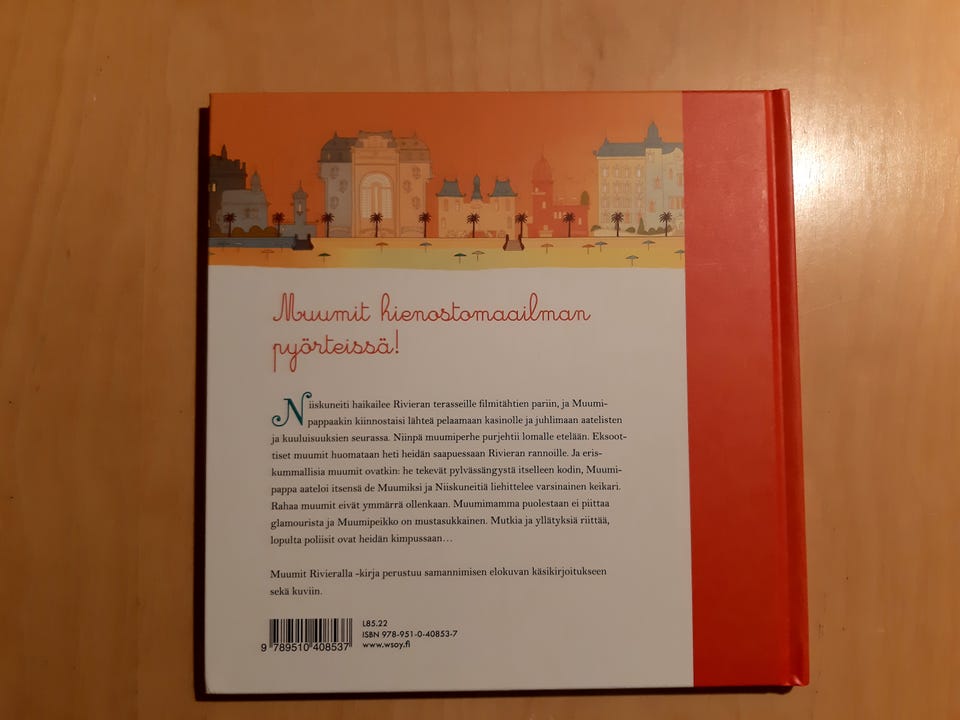 Muumit hienostomaailman
pyörteissä!
Niiskuneiti haikailee Rivieran terasseille filmitähtien pariin, ja Muumi-
pappaakin kiinnostaisi lähteä pelaamaan kasinolle ja juhlimaan aatelisten
ja kuuluisuuksien seurassa. Niinpä muumiperhe purjehtii lomalle etelään. Eksoot-
tiset muumit huomataan heti heidän saapuessaan Rivieran rannoille. Ja eris-
kummallisia muumit ovatkin: he tekevät pylvässängystä itselleen kodin, Muumi-
pappa aateloi itsensä de Muumiksi ja Niiskuneitiä liehittelee varsinainen keikari.
Rahaa muumit eivät ymmärrä ollenkaan. Muumimamma puolestaan ei piittaa
glamourista ja Muumipeikko on mustasukkainen. Mutkia ja yllätyksiä riittää,
lopulta poliisit ovat heidän kimpussaan…
Muumit Rivieralla -kirja perustuu samannimisen elokuvan käsikirjoitukseen
sekä kuviin.
L85.22
ISBN 978-951-0-40853-7
www.wsoy.fi
9 789510 408537